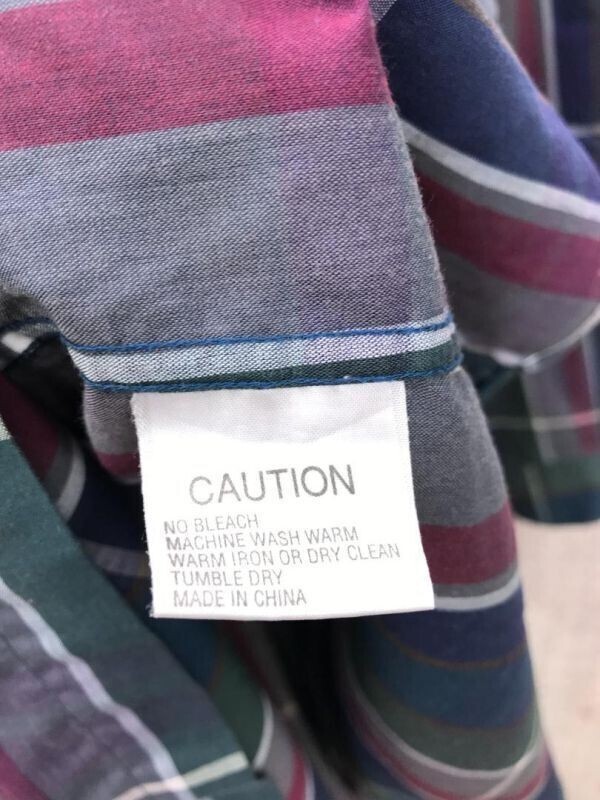 CAUTION
NO BLEACH
MACHINE WASH WARM
WARM IRON OR DRY CLEAN
TUMBLE DRY
MADE IN CHINA